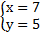 x = 7
y = 5